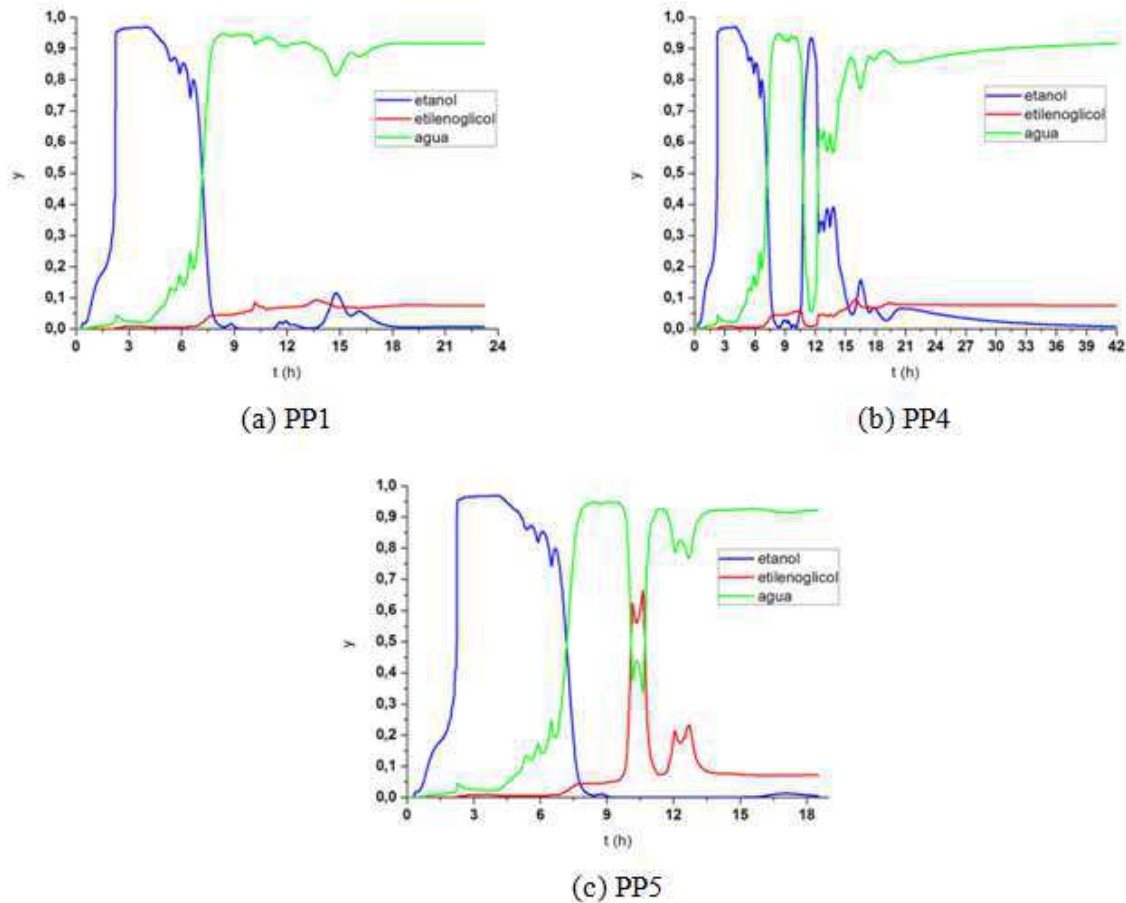 1,0
0,9
0,8
0,7
0,6
0,5
0,4
0,3
0,2
0,1
0,0
y
etanol
etilenoglicol
agua
0 3 6 9 12 15 18 21 24
t (h)
(a) PP1
1,0
0,9
0,8
0,7
0,6
0,5
0,4
0,3
0,2
0,1
0,0
y
etanol
etilenoglicol
agua
0 3 6 9 12 15 18 21 24 27 30 33 36 39 42
t (h)
(b) PP4
1,0
0,9
0,8
0,7
0,6
0,5
0,4
0,3
0,2
0,1
0,0
y
etanol
etilenoglicol
agua
0 3 6 9 12 15 18
t (h)
(c) PP5